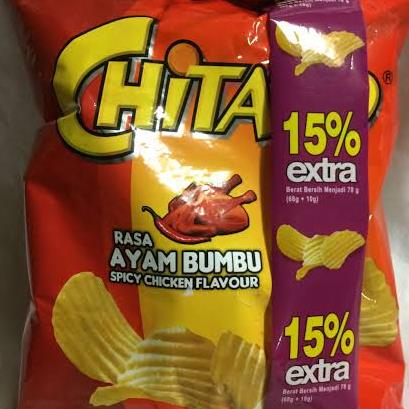 CHITA
®
15%
extra
Berat Bersih Menjadi 78 g
(68g + 10g)
RASA
AYAM BUMBU
SPICY CHICKEN FLAVOUR
15%
extra
Berat Bersih Menjadi 78 g
(68g + 10g)